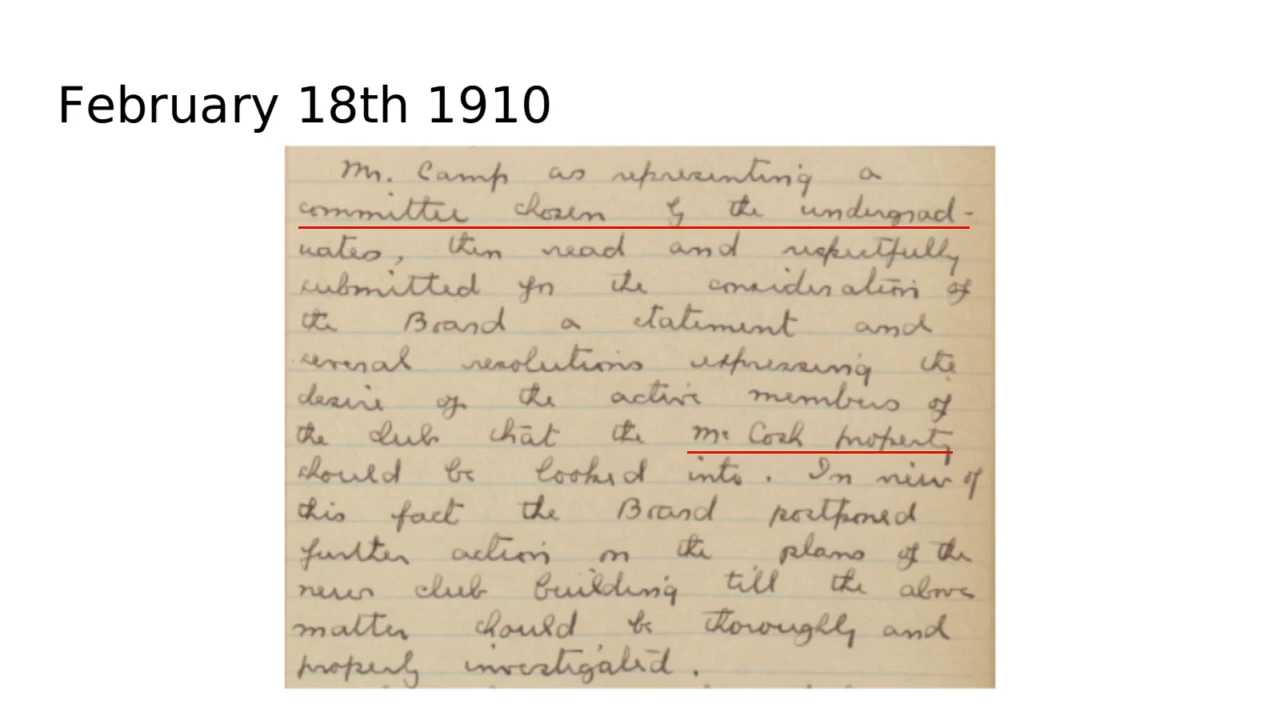 February 18th 1910
Mr. Camp as representing a
committee chosen by the undergrad-
uates, then read and respectfully
submitted for the consideration of
the Board a statement and
several resolutions expressing the
desire of the active members of
the club that the Mc Cosh property
should be looked into. In view of
this fact the Board postponed
further action on the plans of the
new club building till the above
matter should be thoroughly and
properly investigated.